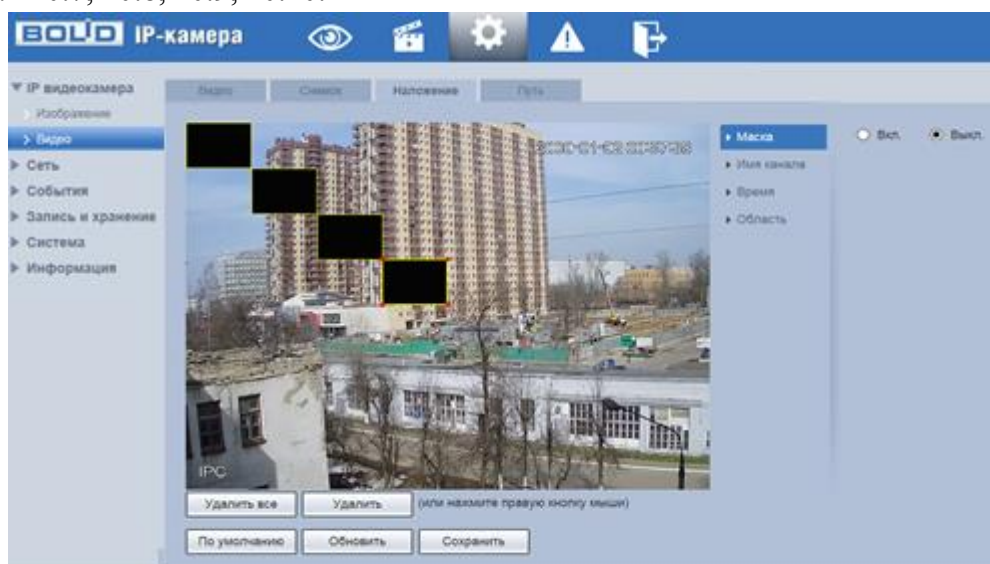 BOLID IP-камера
IP видеокамера
Изображение
Видео
Сеть
События
Запись и хранение
Система
Информация
Видео Снимок Наложение Путь
Маска
Имя канала
Время
Область
Вкл. Выкл.
IPC
Удалить все Удалить (или нажмите правую кнопку мыши)
По умолчанию Обновить Сохранить